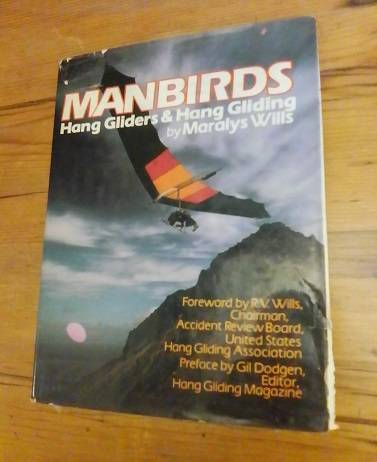 MANBIRDS
Hang Gliders & Hang Gliding
by Maralys Wills
Foreword by R.V. Wills,
Chairman,
Accident Review Board,
United States
Hang Gliding Association
Preface by Gil Dodgen,
Editor,
Hang Gliding Magazine